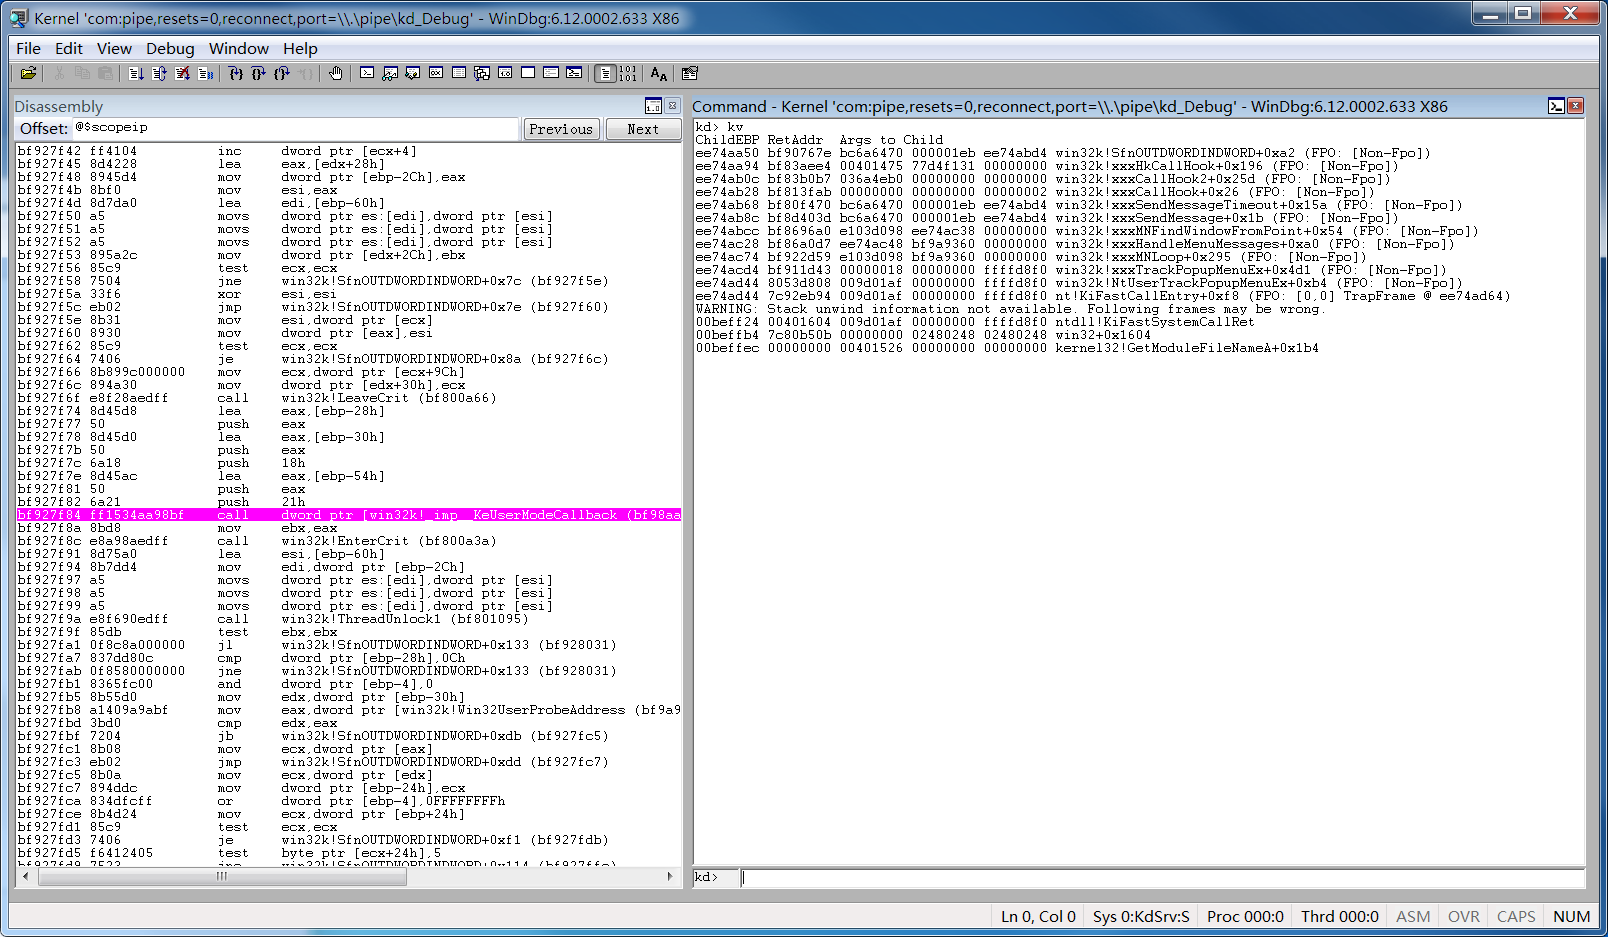 Kernel 'com:pipe,resets=0,reconnect,port=\\.\pipe\kd_Debug' - WinDbg:6.12.0002.633 X86
File Edit View Debug Window Help
Disassembly
Offset: @$scopeip Previous Next
bf927f42 ff4104 inc dword ptr [ecx+4]
bf927f45 8d4228 lea eax,[edx+28h]
bf927f48 8945d4 mov dword ptr [ebp-2Ch],eax
bf927f4b 8bf0 mov esi,eax
bf927f4d 8d7da0 lea edi,[ebp-60h]
bf927f50 a5 movs dword ptr es:[edi],dword ptr [esi]
bf927f51 a5 movs dword ptr es:[edi],dword ptr [esi]
bf927f52 a5 movs dword ptr es:[edi],dword ptr [esi]
bf927f53 895a2c mov dword ptr [edx+2Ch],ebx
bf927f56 85c9 test ecx,ecx
bf927f58 7504 jne win32k!SfnOUTDWORDINDWORD+0x7c (bf927f5e)
bf927f5a 33f6 xor esi,esi
bf927f5c eb02 jmp win32k!SfnOUTDWORDINDWORD+0x7e (bf927f60)
bf927f5e 8b31 mov esi,dword ptr [ecx]
bf927f60 8930 mov dword ptr [eax],esi
bf927f62 85c9 test ecx,ecx
bf927f64 7406 je win32k!SfnOUTDWORDINDWORD+0x8a (bf927f6c)
bf927f66 8b899c000000 mov ecx,dword ptr [ecx+9Ch]
bf927f6c 894a30 mov dword ptr [edx+30h],ecx
bf927f6f e8f28aedff call win32k!LeaveCrit (bf800a66)
bf927f74 8d45d8 lea eax,[ebp-28h]
bf927f77 50 push eax
bf927f78 8d45d0 lea eax,[ebp-30h]
bf927f7b 50 push eax
bf927f7c 6a18 push 18h
bf927f7e 8d45ac lea eax,[ebp-54h]
bf927f81 50 push eax
bf927f82 6a21 push 21h
bf927f84 ff1534aa98bf call dword ptr [win32k!_imp__KeUserModeCallback (bf98aa
bf927f8a 8bd8 mov ebx,eax
bf927f8c e8a98aedff call win32k!EnterCrit (bf800a3a)
bf927f91 8d75a0 lea esi,[ebp-60h]
bf927f94 8b7dd4 mov edi,dword ptr [ebp-2Ch]
bf927f97 a5 movs dword ptr es:[edi],dword ptr [esi]
bf927f98 a5 movs dword ptr es:[edi],dword ptr [esi]
bf927f99 a5 movs dword ptr es:[edi],dword ptr [esi]
bf927f9a e8f690edff call win32k!ThreadUnlock1 (bf801095)
bf927f9f 85db test ebx,ebx
bf927fa1 0f8c8a000000 jl win32k!SfnOUTDWORDINDWORD+0x133 (bf928031)
bf927fa7 837dd80c cmp dword ptr [ebp-28h],0Ch
bf927fab 0f8580000000 jne win32k!SfnOUTDWORDINDWORD+0x133 (bf928031)
bf927fb1 8365fc00 and dword ptr [ebp-4],0
bf927fb5 8b55d0 mov edx,dword ptr [ebp-30h]
bf927fb8 a1409a9abf mov eax,dword ptr [win32k!Win32UserProbeAddress (bf9a9
bf927fbd 3bd0 cmp edx,eax
bf927fbf 7204 jb win32k!SfnOUTDWORDINDWORD+0xdb (bf927fc5)
bf927fc1 8b08 mov ecx,dword ptr [eax]
bf927fc3 eb02 jmp win32k!SfnOUTDWORDINDWORD+0xdd (bf927fc7)
bf927fc5 8b0a mov ecx,dword ptr [edx]
bf927fc7 894ddc mov dword ptr [ebp-24h],ecx
bf927fca 834dfcff or dword ptr [ebp-4],0FFFFFFFFh
bf927fce 8b4d24 mov ecx,dword ptr [ebp+24h]
bf927fd1 85c9 test ecx,ecx
bf927fd3 7406 je win32k!SfnOUTDWORDINDWORD+0xf1 (bf927fdb)
bf927fd5 f6412405 test byte ptr [ecx+24h],5
Command - Kernel 'com:pipe,resets=0,reconnect,port=\\.\pipe\kd_Debug' - WinDbg:6.12.0002.633 X86
kd> kv
ChildEBP RetAddr Args to Child
ee74aa50 bf90767e bc6a6470 000001eb ee74abd4 win32k!SfnOUTDWORDINDWORD+0xa2 (FPO: [Non-Fpo])
ee74aa94 bf83aee4 00401475 77d4f131 00000000 win32k!xxxHkCallHook+0x196 (FPO: [Non-Fpo])
ee74ab0c bf83b0b7 036a4eb0 00000000 00000000 win32k!xxxCallHook2+0x25d (FPO: [Non-Fpo])
ee74ab28 bf813fab 00000000 00000000 00000002 win32k!xxxCallHook+0x26 (FPO: [Non-Fpo])
ee74ab68 bf80f470 bc6a6470 000001eb ee74abd4 win32k!xxxSendMessageTimeout+0x15a (FPO: [Non-Fpo])
ee74ab8c bf8d403d bc6a6470 000001eb ee74abd4 win32k!xxxSendMessage+0x1b (FPO: [Non-Fpo])
ee74abcc bf8696a0 e103d098 ee74ac38 00000000 win32k!xxxMNFindWindowFromPoint+0x54 (FPO: [Non-Fpo])
ee74ac28 bf86a0d7 ee74ac48 bf9a9360 00000000 win32k!xxxHandleMenuMessages+0xa0 (FPO: [Non-Fpo])
ee74ac74 bf922d59 e103d098 bf9a9360 00000000 win32k!xxxMNLoop+0x295 (FPO: [Non-Fpo])
ee74acd4 bf911d43 00000018 00000000 ffffd8f0 win32k!xxxTrackPopupMenuEx+0x4d1 (FPO: [Non-Fpo])
ee74ad44 8053d808 009d01af 00000000 ffffd8f0 win32k!NtUserTrackPopupMenuEx+0xb4 (FPO: [Non-Fpo])
ee74ad44 7c92eb94 009d01af 00000000 ffffd8f0 nt!KiFastCallEntry+0xf8 (FPO: [0,0] TrapFrame @ ee74ad64)
WARNING: Stack unwind information not available. Following frames may be wrong.
00beff24 00401604 009d01af 00000000 ffffd8f0 ntdll!KiFastSystemCallRet
00beffb4 7c80b50b 00000000 02480248 02480248 win32+0x1604
00beffec 00000000 00401526 00000000 00000000 kernel32!GetModuleFileNameA+0x1b4
kd>
Ln 0, Col 0 Sys 0:KdSrv:S Proc 000:0 Thrd 000:0 ASM OVR CAPS NUM